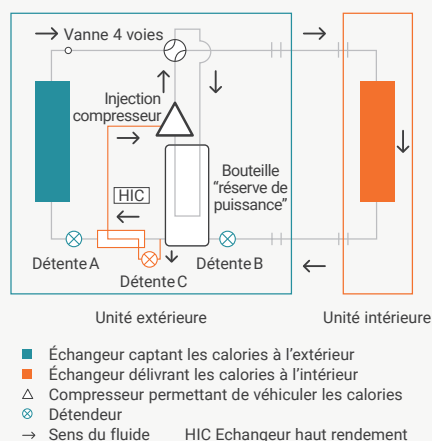 Vanne 4 voies
Injection
compresseur
HIC
Bouteille
“réserve de
puissance”
Détente A
Détente B
Détente C
Unité extérieure
Unité intérieure
Échangeur captant les calories à l’extérieur
Échangeur délivrant les calories à l’intérieur
Compresseur permettant de véhiculer les calories
Détendeur
Sens du fluide HIC Echangeur haut rendement